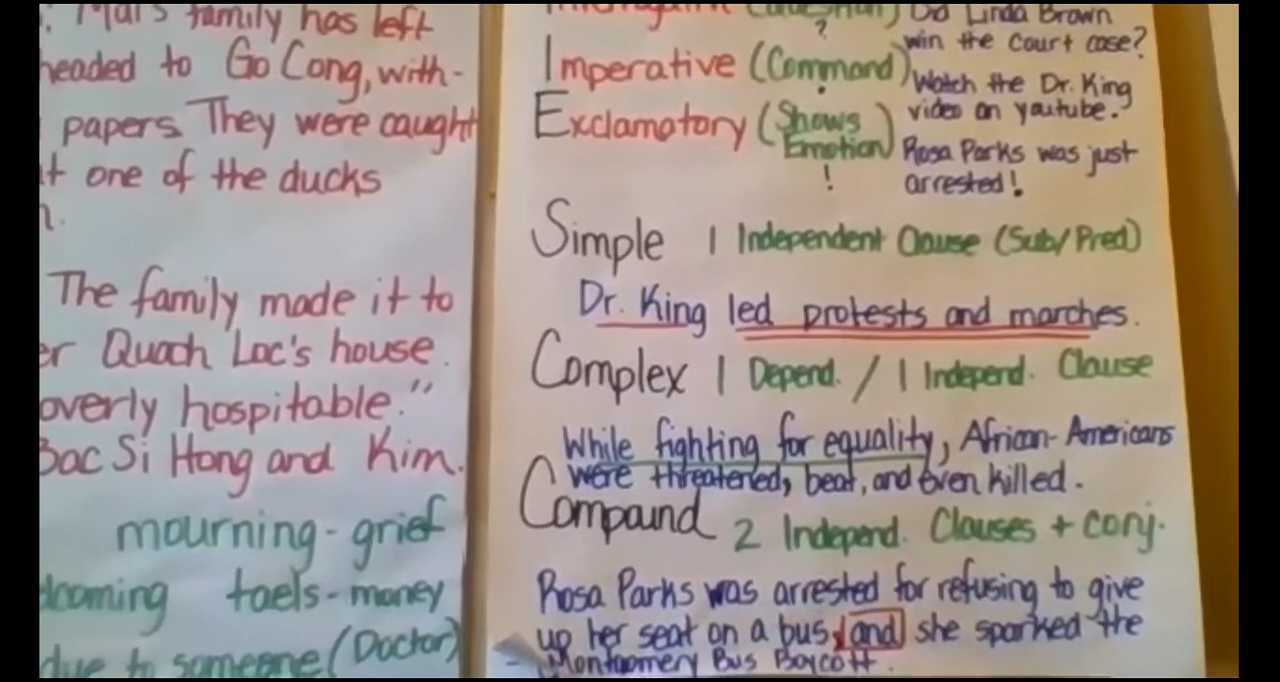 Mai's family has left
headed to Go Cong, with-
papers. They were caught
one of the ducks
The family made it to
Quach Loc's house.
overly hospitable."
Bac Si Hong and Kim.
mourning - grief
taels - money
due to someone (Doctor)
Did Linda Brown
? win the court case?
Imperative (Command)
. Watch the Dr. King
video on youtube.
Exclamatory (Shows
Emotion)
! Rosa Parks was just
arrested!
Simple 1 Independent Clause (Sub/Pred)
Dr. King led protests and marches.
Complex 1 Depend. / 1 Independ. Clause
While fighting for equality, African-Americans
were threatened, beat, and even killed.
Compound 2 Independ. Clauses + conj.
Rosa Parks was arrested for refusing to give
up her seat on a bus, and she sparked the
Montgomery Bus Boycott.